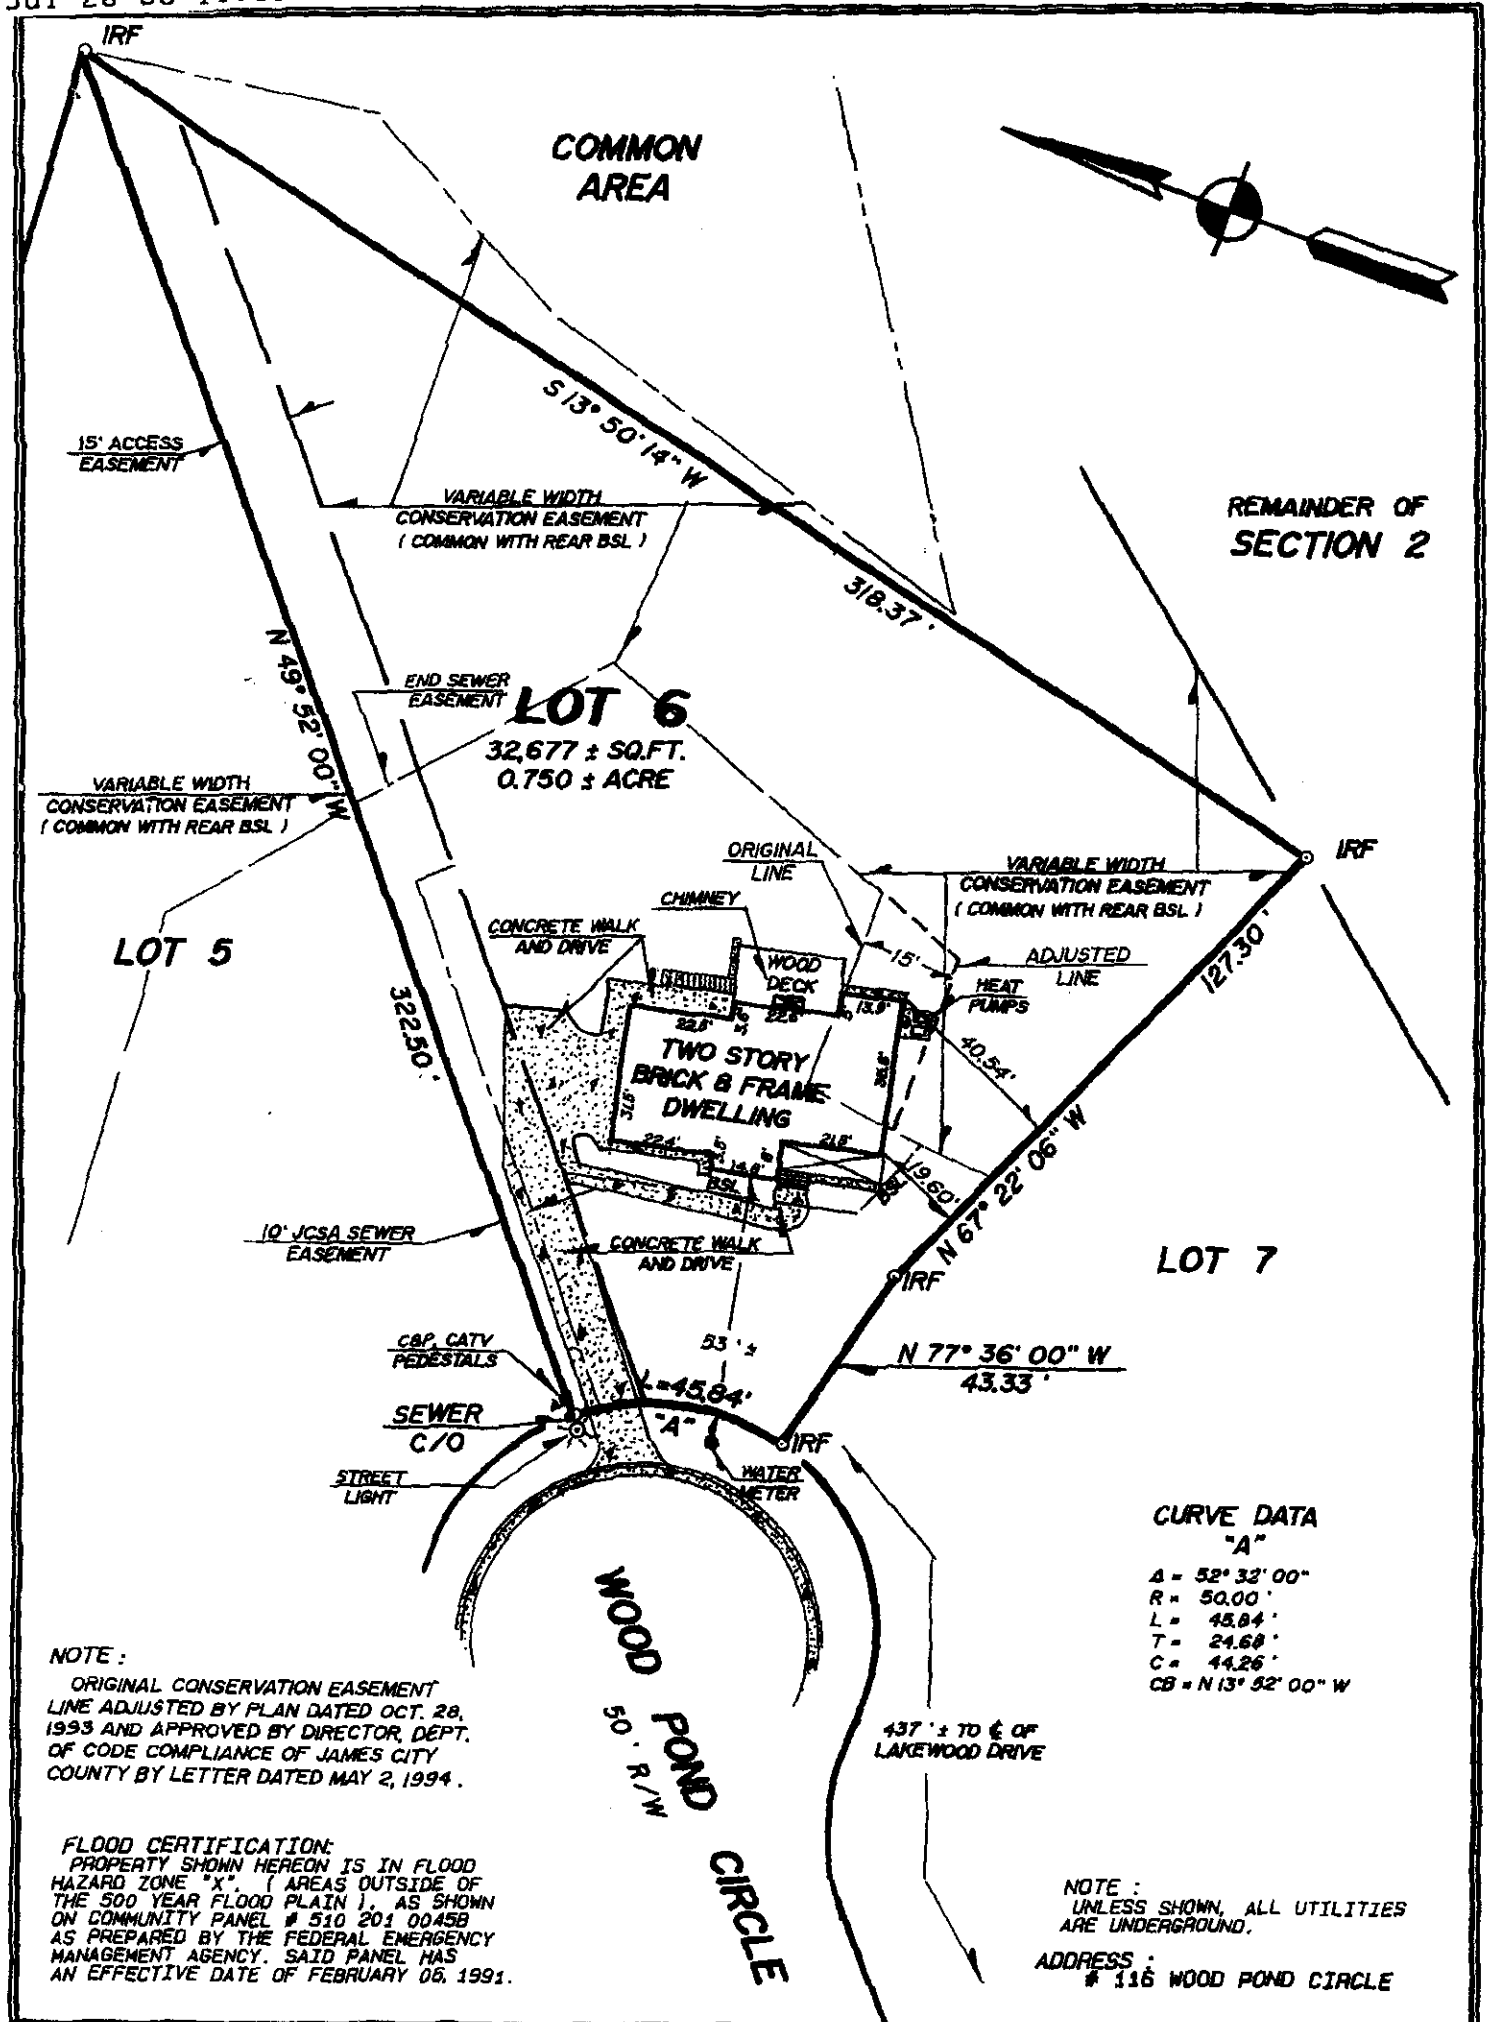 IRF
COMMON
AREA
S 13° 50' 14" W
318.37'
15' ACCESS
EASEMENT
VARIABLE WIDTH
CONSERVATION EASEMENT
( COMMON WITH REAR BSL )
REMAINDER OF
SECTION 2
N 49° 52' 00" W
322.50'
END SEWER
EASEMENT
LOT 6
32,677 ± SQ.FT.
0.750 ± ACRE
VARIABLE WIDTH
CONSERVATION EASEMENT
( COMMON WITH REAR BSL )
ORIGINAL
LINE
IRF
VARIABLE WIDTH
CONSERVATION EASEMENT
( COMMON WITH REAR BSL )
CHIMNEY
CONCRETE WALK
AND DRIVE
LOT 5
WOOD
DECK
15'
ADJUSTED
LINE
127.30'
HEAT
PUMPS
22.6'
13.9'
40.54'
TWO STORY
BRICK & FRAME
DWELLING
31.5'
22.4'
21.8'
BSL
BSL
19.60'
N 67° 22' 06" W
10' JCSA SEWER
EASEMENT
CONCRETE WALK
AND DRIVE
LOT 7
IRF
53' ±
C&P, CATV
PEDESTALS
N 77° 36' 00" W
43.33'
L=45.84'
"A"
SEWER
C/O
IRF
STREET
LIGHT
WATER
METER
CURVE DATA
"A"
Δ = 52° 32' 00"
R = 50.00'
L = 45.84'
T = 24.68'
C = 44.26'
CB = N 13° 52' 00" W
WOOD POND CIRCLE
50' R/W
437' ± TO ℄ OF
LAKEWOOD DRIVE
NOTE :
ORIGINAL CONSERVATION EASEMENT
LINE ADJUSTED BY PLAN DATED OCT. 28,
1993 AND APPROVED BY DIRECTOR, DEPT.
OF CODE COMPLIANCE OF JAMES CITY
COUNTY BY LETTER DATED MAY 2, 1994.
FLOOD CERTIFICATION:
PROPERTY SHOWN HEREON IS IN FLOOD
HAZARD ZONE "X". ( AREAS OUTSIDE OF
THE 500 YEAR FLOOD PLAIN ), AS SHOWN
ON COMMUNITY PANEL # 510 201 0045B
AS PREPARED BY THE FEDERAL EMERGENCY
MANAGEMENT AGENCY. SAID PANEL HAS
AN EFFECTIVE DATE OF FEBRUARY 06, 1991.
NOTE :
UNLESS SHOWN, ALL UTILITIES
ARE UNDERGROUND.
ADDRESS :
# 116 WOOD POND CIRCLE